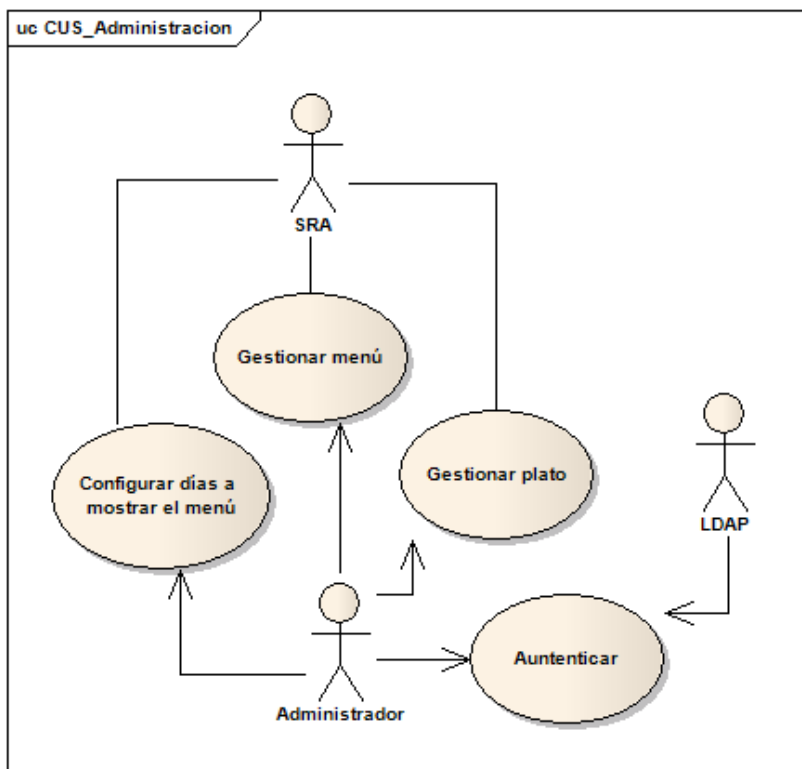 uc CUS_Administracion
SRA
Gestionar menú
Configurar días a
mostrar el menú
Gestionar plato
LDAP
Auntenticar
Administrador